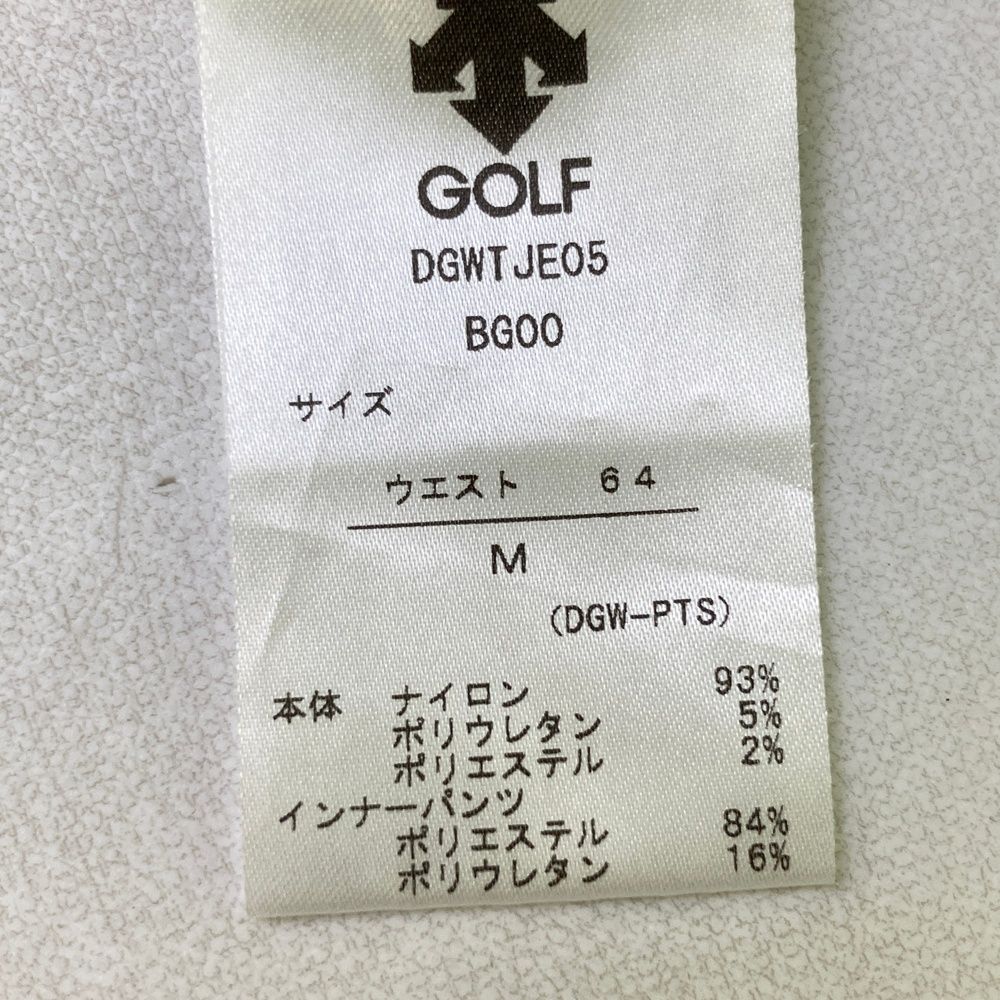 GOLF
DGWTJE05
BG00
サイズ
ウエスト 64
M
(DGW-PTS)
本体 ナイロン 93%
ポリウレタン 5%
ポリエステル 2%
インナーパンツ
ポリエステル 84%
ポリウレタン 16%